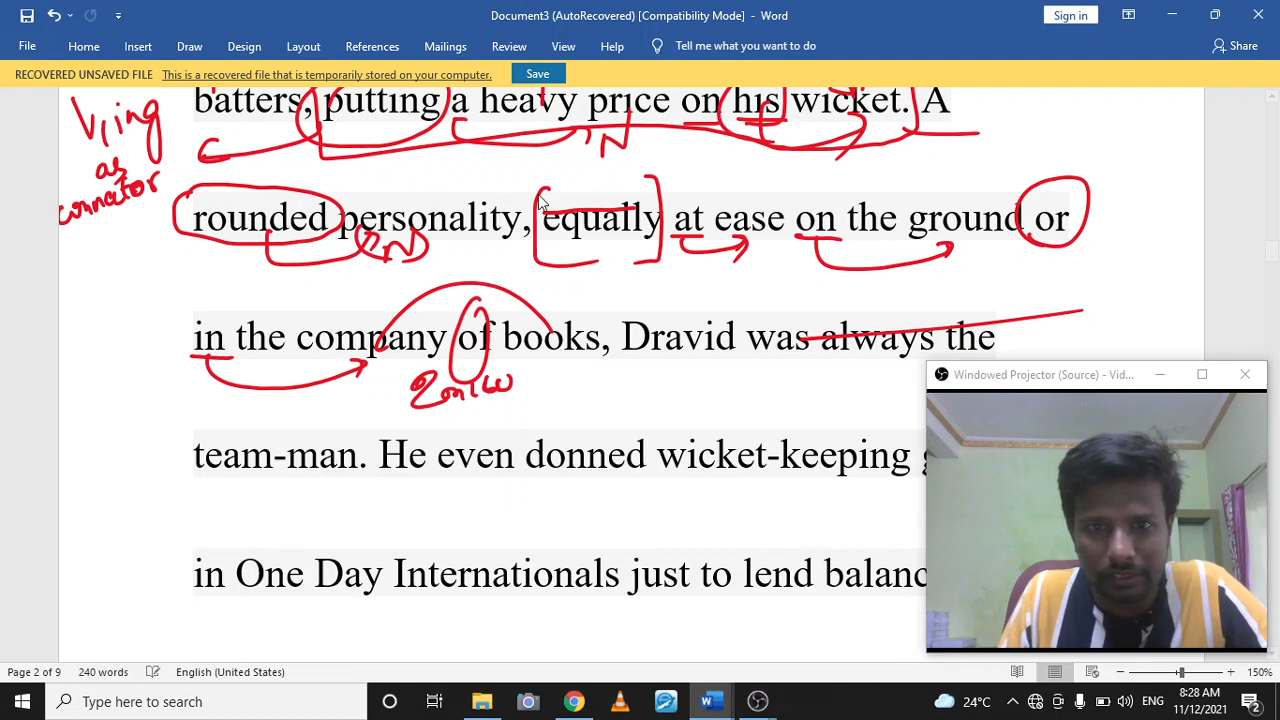 Document3 (AutoRecovered) [Compatibility Mode] - Word
Sign in
File Home Insert Draw Design Layout References Mailings Review View Help Tell me what you want to do Share
RECOVERED UNSAVED FILE This is a recovered file that is temporarily stored on your computer. Save
batters, putting a heavy price on his wicket. A
V1 ing
as
connator
N
rounded personality, equally at ease on the ground or
in the company of books, Dravid was always the
Windowed Projector (Source) - Vid...
team-man. He even donned wicket-keeping g
in One Day Internationals just to lend balanc
Page 2 of 9 240 words English (United States) 150%
Type here to search
24°C ENG
8:28 AM
11/12/2021
2